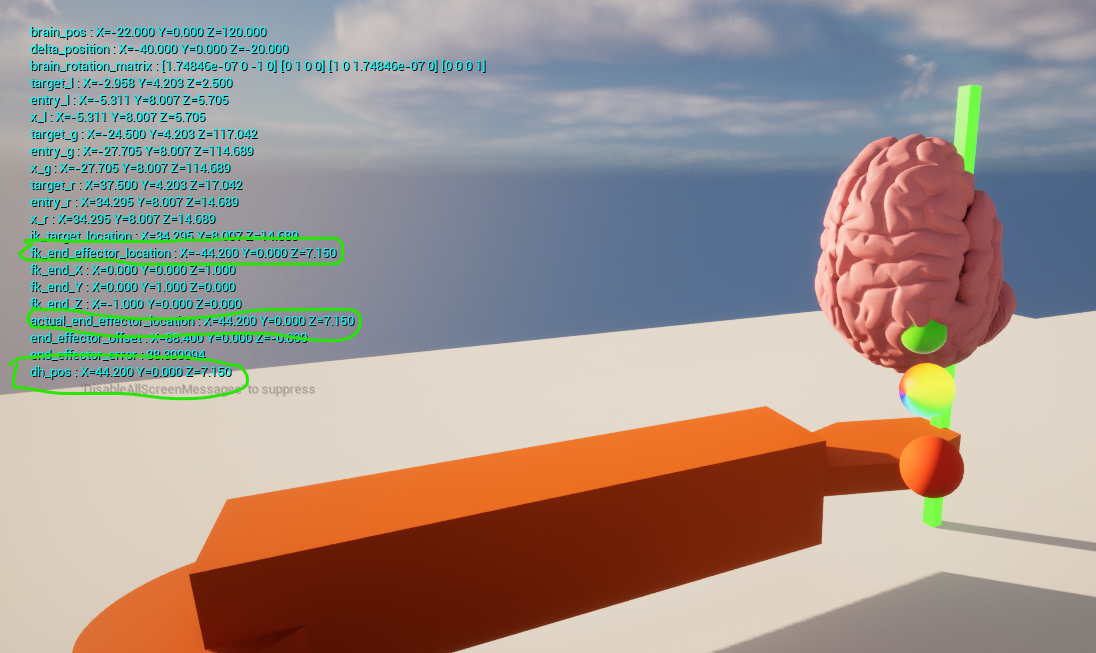 brain_pos : X=-22.000 Y=0.000 Z=120.000
delta_position : X=-40.000 Y=0.000 Z=-20.000
brain_rotation_matrix : [1.74846e-07 0 -1 0] [0 1 0 0] [1 0 1.74846e-07 0] [0 0 0 1]
target_l : X=-2.958 Y=4.203 Z=2.500
entry_l : X=-5.311 Y=8.007 Z=5.705
x_l : X=-5.311 Y=8.007 Z=5.705
target_g : X=-24.500 Y=4.203 Z=117.042
entry_g : X=-27.705 Y=8.007 Z=114.689
x_g : X=-27.705 Y=8.007 Z=114.689
target_r : X=37.500 Y=4.203 Z=17.042
entry_r : X=34.295 Y=8.007 Z=14.689
x_r : X=34.295 Y=8.007 Z=14.689
ik_target_location : X=34.295 Y=8.007 Z=14.689
fk_end_effector_location : X=-44.200 Y=0.000 Z=7.150
fk_end_X : X=0.000 Y=0.000 Z=1.000
fk_end_Y : X=0.000 Y=1.000 Z=0.000
fk_end_Z : X=-1.000 Y=0.000 Z=0.000
actual_end_effector_location : X=44.200 Y=0.000 Z=7.150
end_effector_offset : X=88.400 Y=0.000 Z=-0.000
end_effector_error :
dh_pos : X=44.200 Y=0.000 Z=7.150
'DisableAllScreenMessages' to suppress